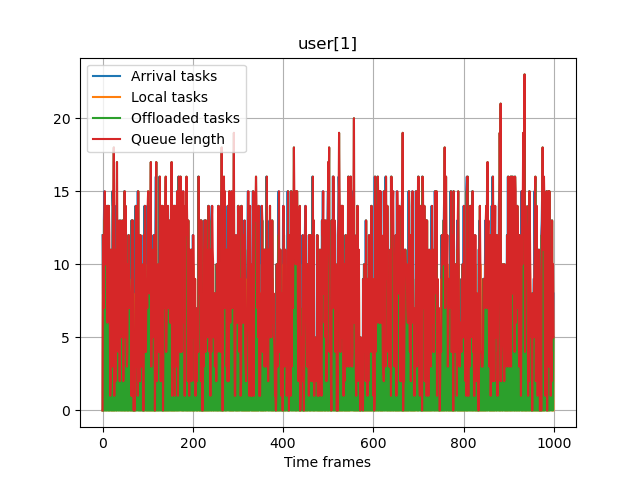 user[1]
Arrival tasks
Local tasks
Offloaded tasks
Queue length
20
15
10
5
0
0 200 400 600 800 1000
Time frames